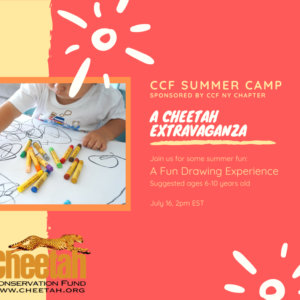 CCF SUMMER CAMP
SPONSORED BY CCF NY CHAPTER
A CHEETAH
EXTRAVAGANZA
Join us for some summer fun:
A Fun Drawing Experience
Suggested ages 6-10 years old
July 16, 2pm EST
Cheetah
CONSERVATION FUND
WWW.CHEETAH.ORG